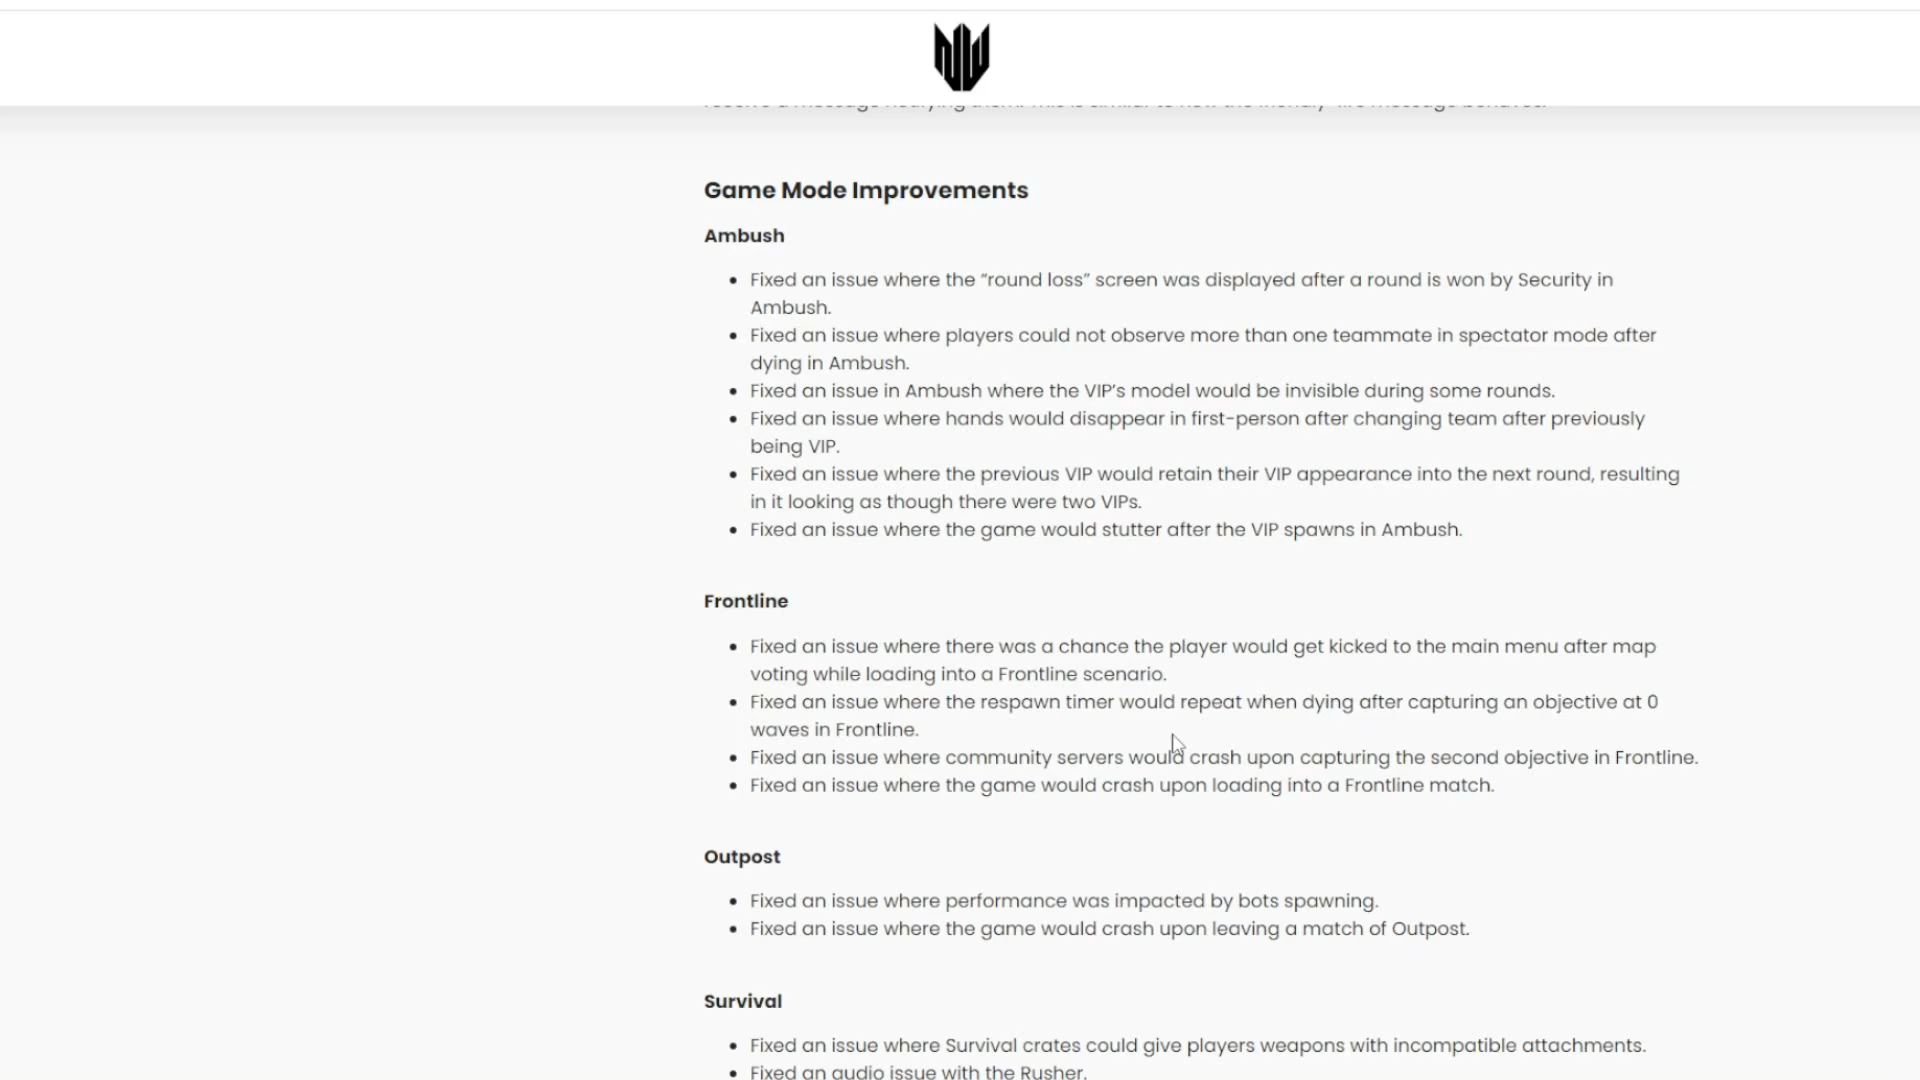 Game Mode Improvements
Ambush
Fixed an issue where the “round loss” screen was displayed after a round is won by Security in
Ambush.
Fixed an issue where players could not observe more than one teammate in spectator mode after
dying in Ambush.
Fixed an issue in Ambush where the VIP’s model would be invisible during some rounds.
Fixed an issue where hands would disappear in first-person after changing team after previously
being VIP.
Fixed an issue where the previous VIP would retain their VIP appearance into the next round, resulting
in it looking as though there were two VIPs.
Fixed an issue where the game would stutter after the VIP spawns in Ambush.
Frontline
Fixed an issue where there was a chance the player would get kicked to the main menu after map
voting while loading into a Frontline scenario.
Fixed an issue where the respawn timer would repeat when dying after capturing an objective at 0
waves in Frontline.
Fixed an issue where community servers would crash upon capturing the second objective in Frontline.
Fixed an issue where the game would crash upon loading into a Frontline match.
Outpost
Fixed an issue where performance was impacted by bots spawning.
Fixed an issue where the game would crash upon leaving a match of Outpost.
Survival
Fixed an issue where Survival crates could give players weapons with incompatible attachments.
Fixed an audio issue with the Rusher.